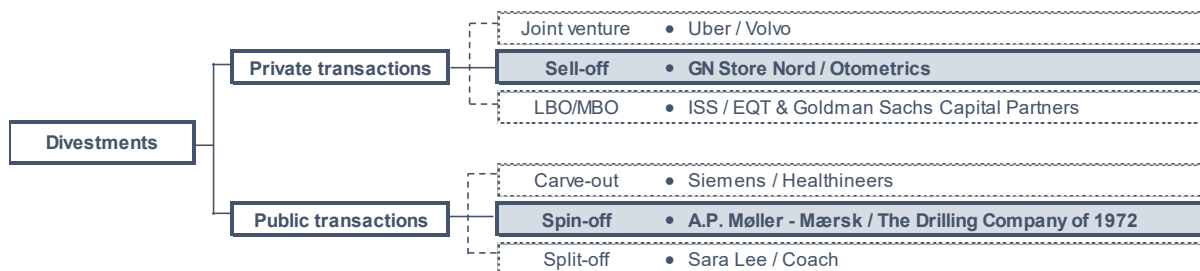 Joint venture • Uber / Volvo
Private transactions
Sell-off • GN Store Nord / Otometrics
LBO/MBO • ISS / EQT & Goldman Sachs Capital Partners
Divestments
Carve-out • Siemens / Healthineers
Public transactions
Spin-off • A.P. Møller - Mærsk / The Drilling Company of 1972
Split-off • Sara Lee / Coach